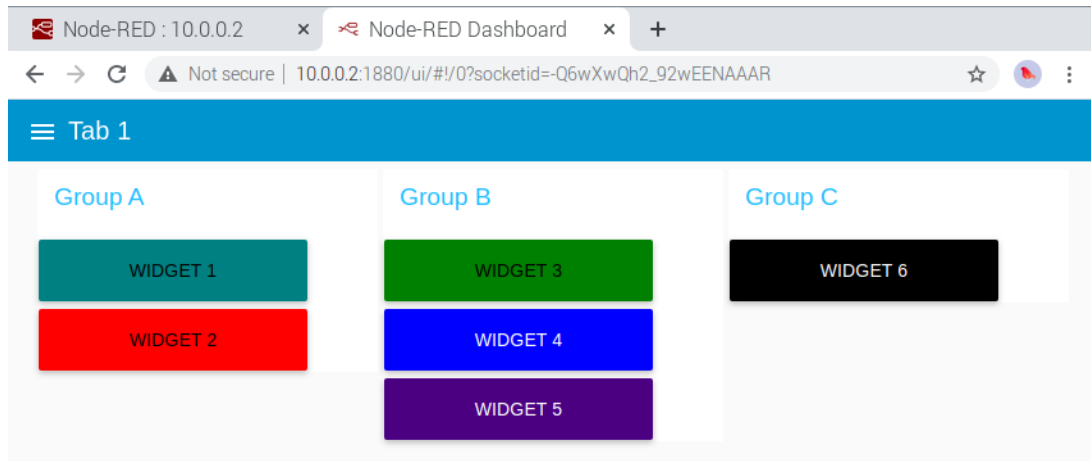 Node-RED : 10.0.0.2
Node-RED Dashboard
Not secure | 10.0.0.2:1880/ui/#!/0?socketid=-Q6wXwQh2_92wEENAAAR
Tab 1
Group A
Group B
Group C
WIDGET 1
WIDGET 3
WIDGET 6
WIDGET 2
WIDGET 4
WIDGET 5